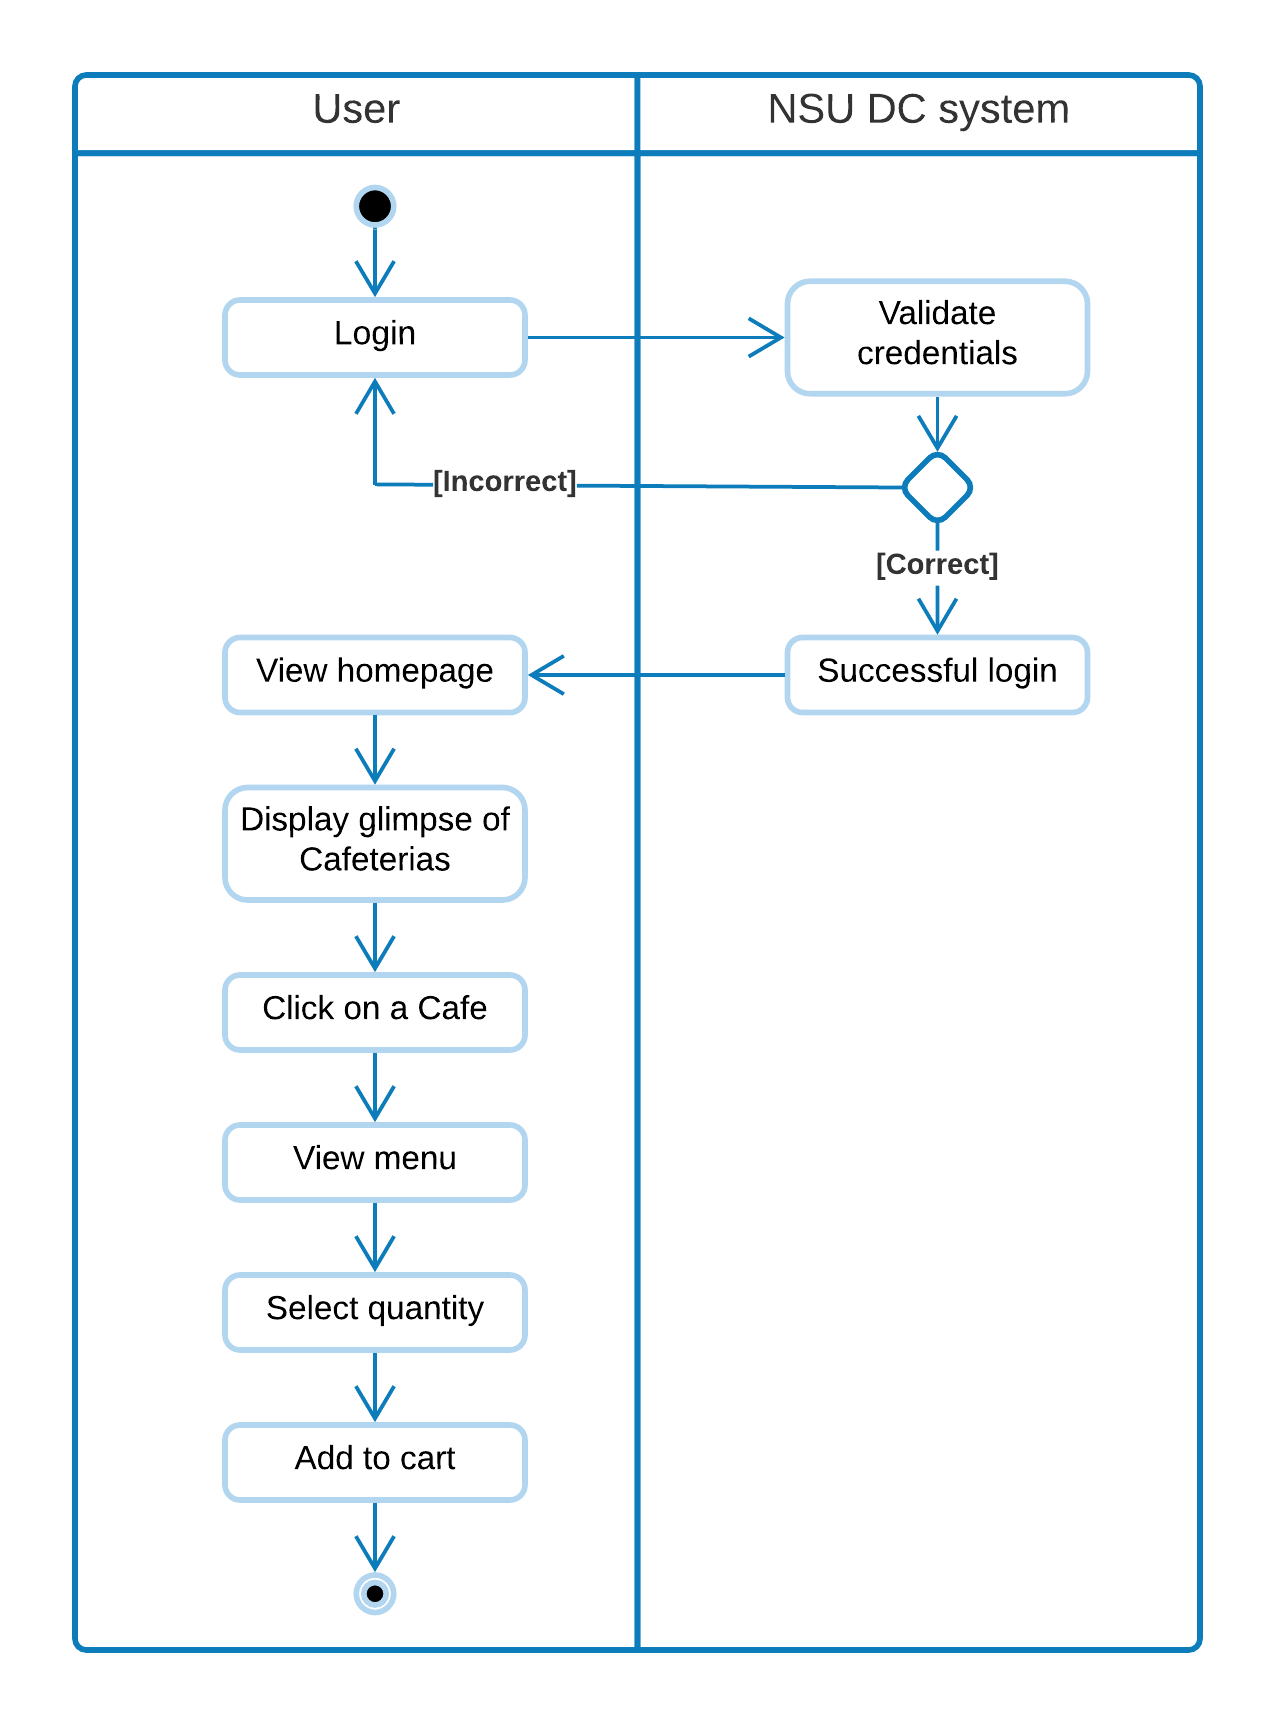 User
NSU DC system
Login
Validate
credentials
[Incorrect]
[Correct]
View homepage
Successful login
Display glimpse of
Cafeterias
Click on a Cafe
View menu
Select quantity
Add to cart